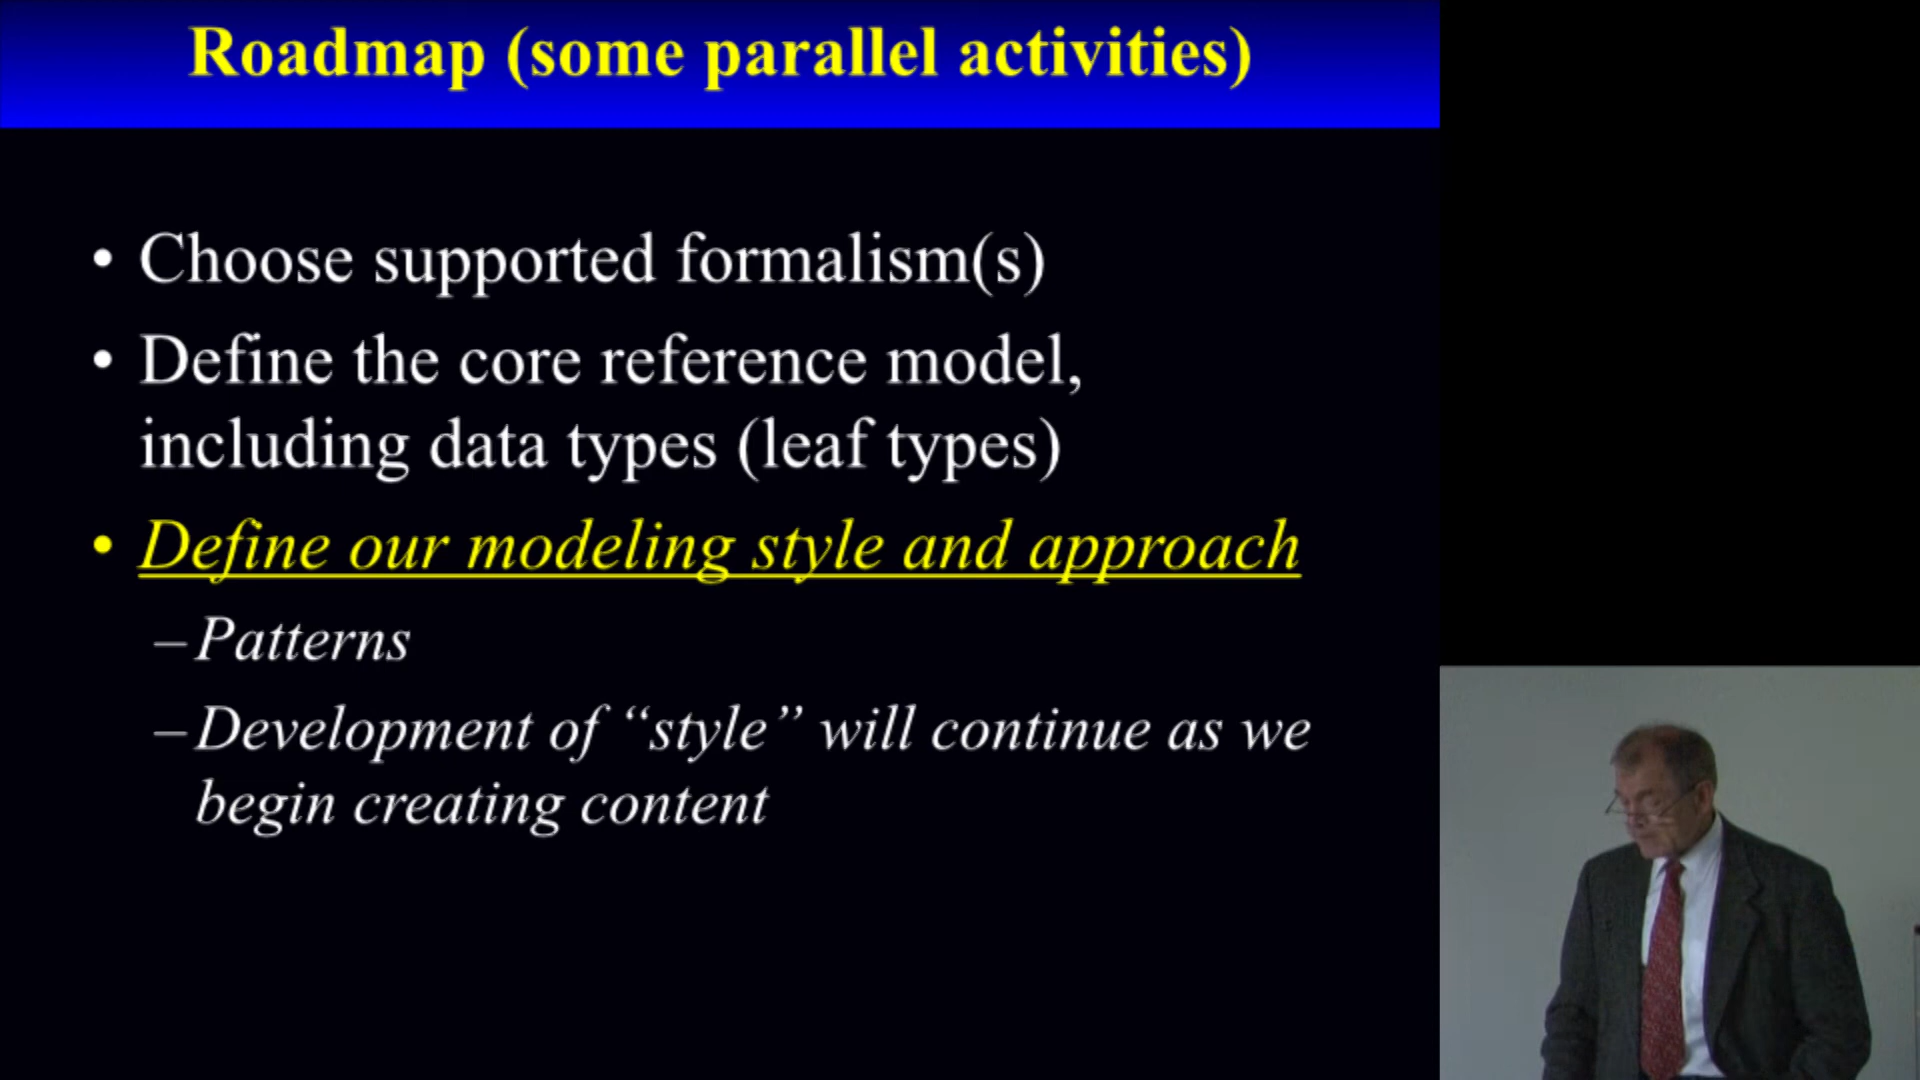 Roadmap (some parallel activities)
• Choose supported formalism(s)
• Define the core reference model,
including data types (leaf types)
• Define our modeling style and approach
– Patterns
– Development of “style” will continue as we
begin creating content